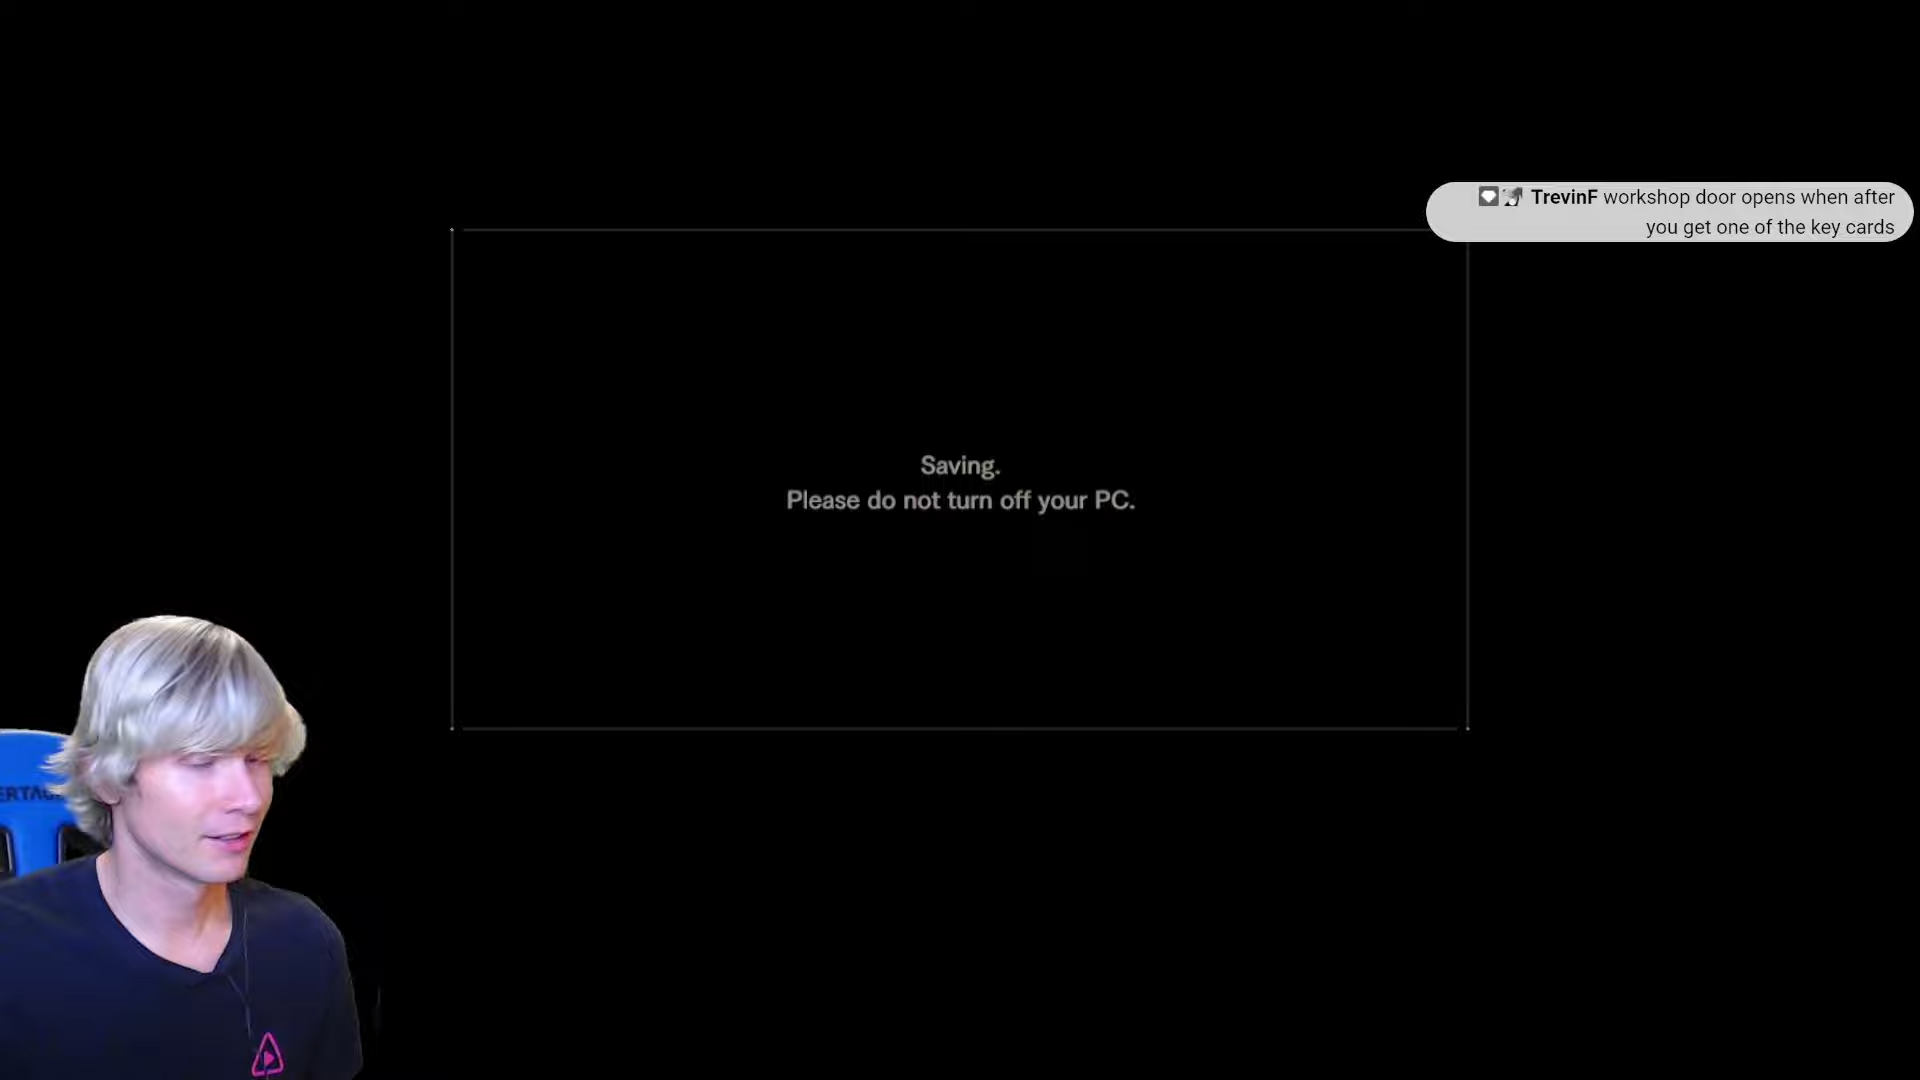 TrevinF workshop door opens when after
you get one of the key cards
Saving.
Please do not turn off your PC.